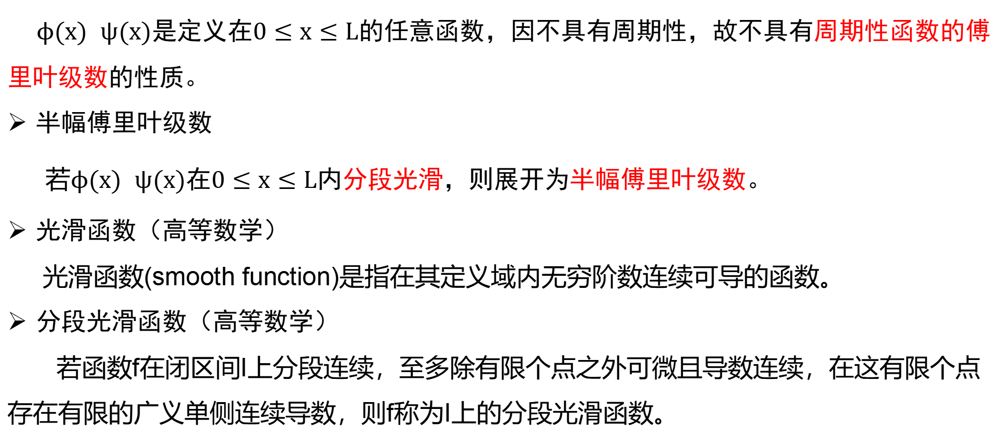 ϕ(x) ψ(x)是定义在0 ≤ x ≤ L的任意函数，因不具有周期性，故不具有周期性函数的傅
里叶级数的性质。
➢ 半幅傅里叶级数
若ϕ(x) ψ(x)在0 ≤ x ≤ L内分段光滑，则展开为半幅傅里叶级数。
➢ 光滑函数（高等数学）
光滑函数(smooth function)是指在其定义域内无穷阶数连续可导的函数。
➢ 分段光滑函数（高等数学）
若函数f在闭区间I上分段连续，至多除有限个点之外可微且导数连续，在这有限个点
存在有限的广义单侧连续导数，则f称为I上的分段光滑函数。